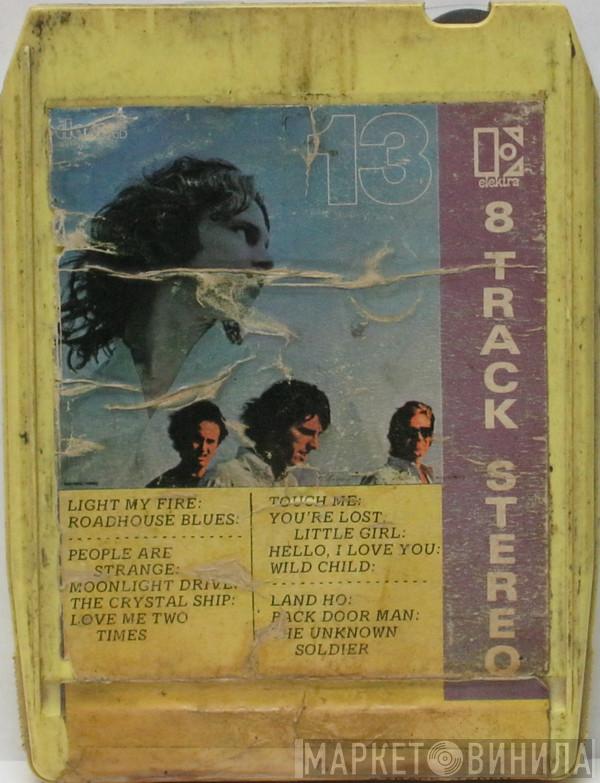 13
elektra
8 TRACK STEREO
LIGHT MY FIRE:
ROADHOUSE BLUES:
PEOPLE ARE
STRANGE:
MOONLIGHT DRIVE:
THE CRYSTAL SHIP:
LOVE ME TWO
TIMES
TOUCH ME:
YOU'RE LOST,
LITTLE GIRL:
HELLO, I LOVE YOU:
WILD CHILD:
LAND HO:
BACK DOOR MAN:
THE UNKNOWN
SOLDIER
МАРКЕТ ВИНИЛА